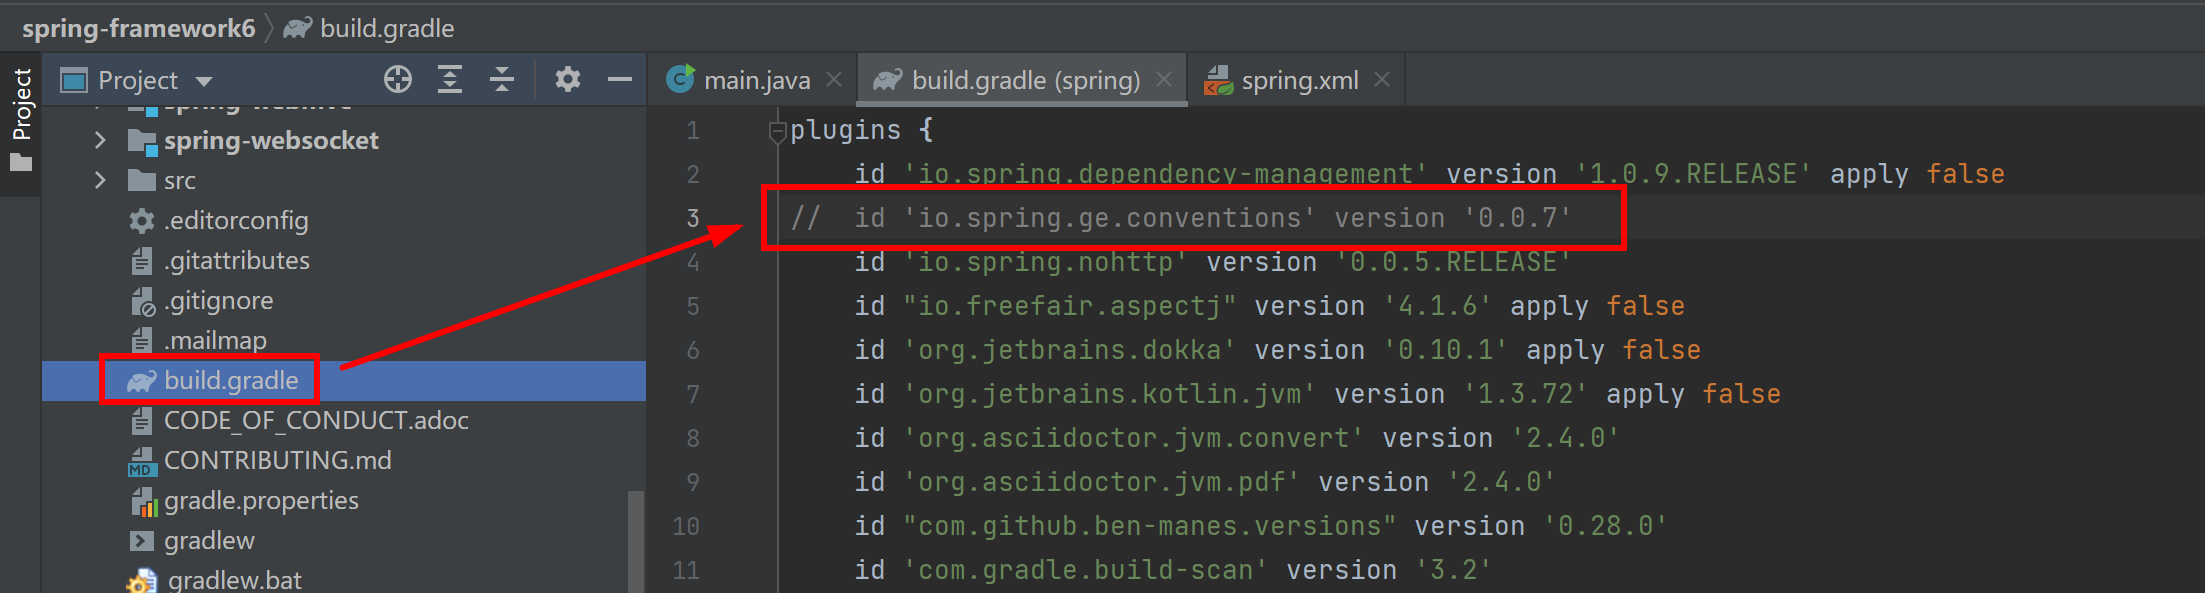 spring-framework6 build.gradle
Project
Project
main.java
build.gradle (spring)
spring.xml
spring-webmvc
spring-websocket
src
.editorconfig
.gitattributes
.gitignore
.mailmap
build.gradle
CODE_OF_CONDUCT.adoc
CONTRIBUTING.md
MD
gradle.properties
gradlew
gradlew.bat
1 plugins {
2 id 'io.spring.dependency-management' version '1.0.9.RELEASE' apply false
3 // id 'io.spring.ge.conventions' version '0.0.7'
4 id 'io.spring.nohttp' version '0.0.5.RELEASE'
5 id "io.freefair.aspectj" version '4.1.6' apply false
6 id 'org.jetbrains.dokka' version '0.10.1' apply false
7 id 'org.jetbrains.kotlin.jvm' version '1.3.72' apply false
8 id 'org.asciidoctor.jvm.convert' version '2.4.0'
9 id 'org.asciidoctor.jvm.pdf' version '2.4.0'
10 id "com.github.ben-manes.versions" version '0.28.0'
11 id 'com.gradle.build-scan' version '3.2'